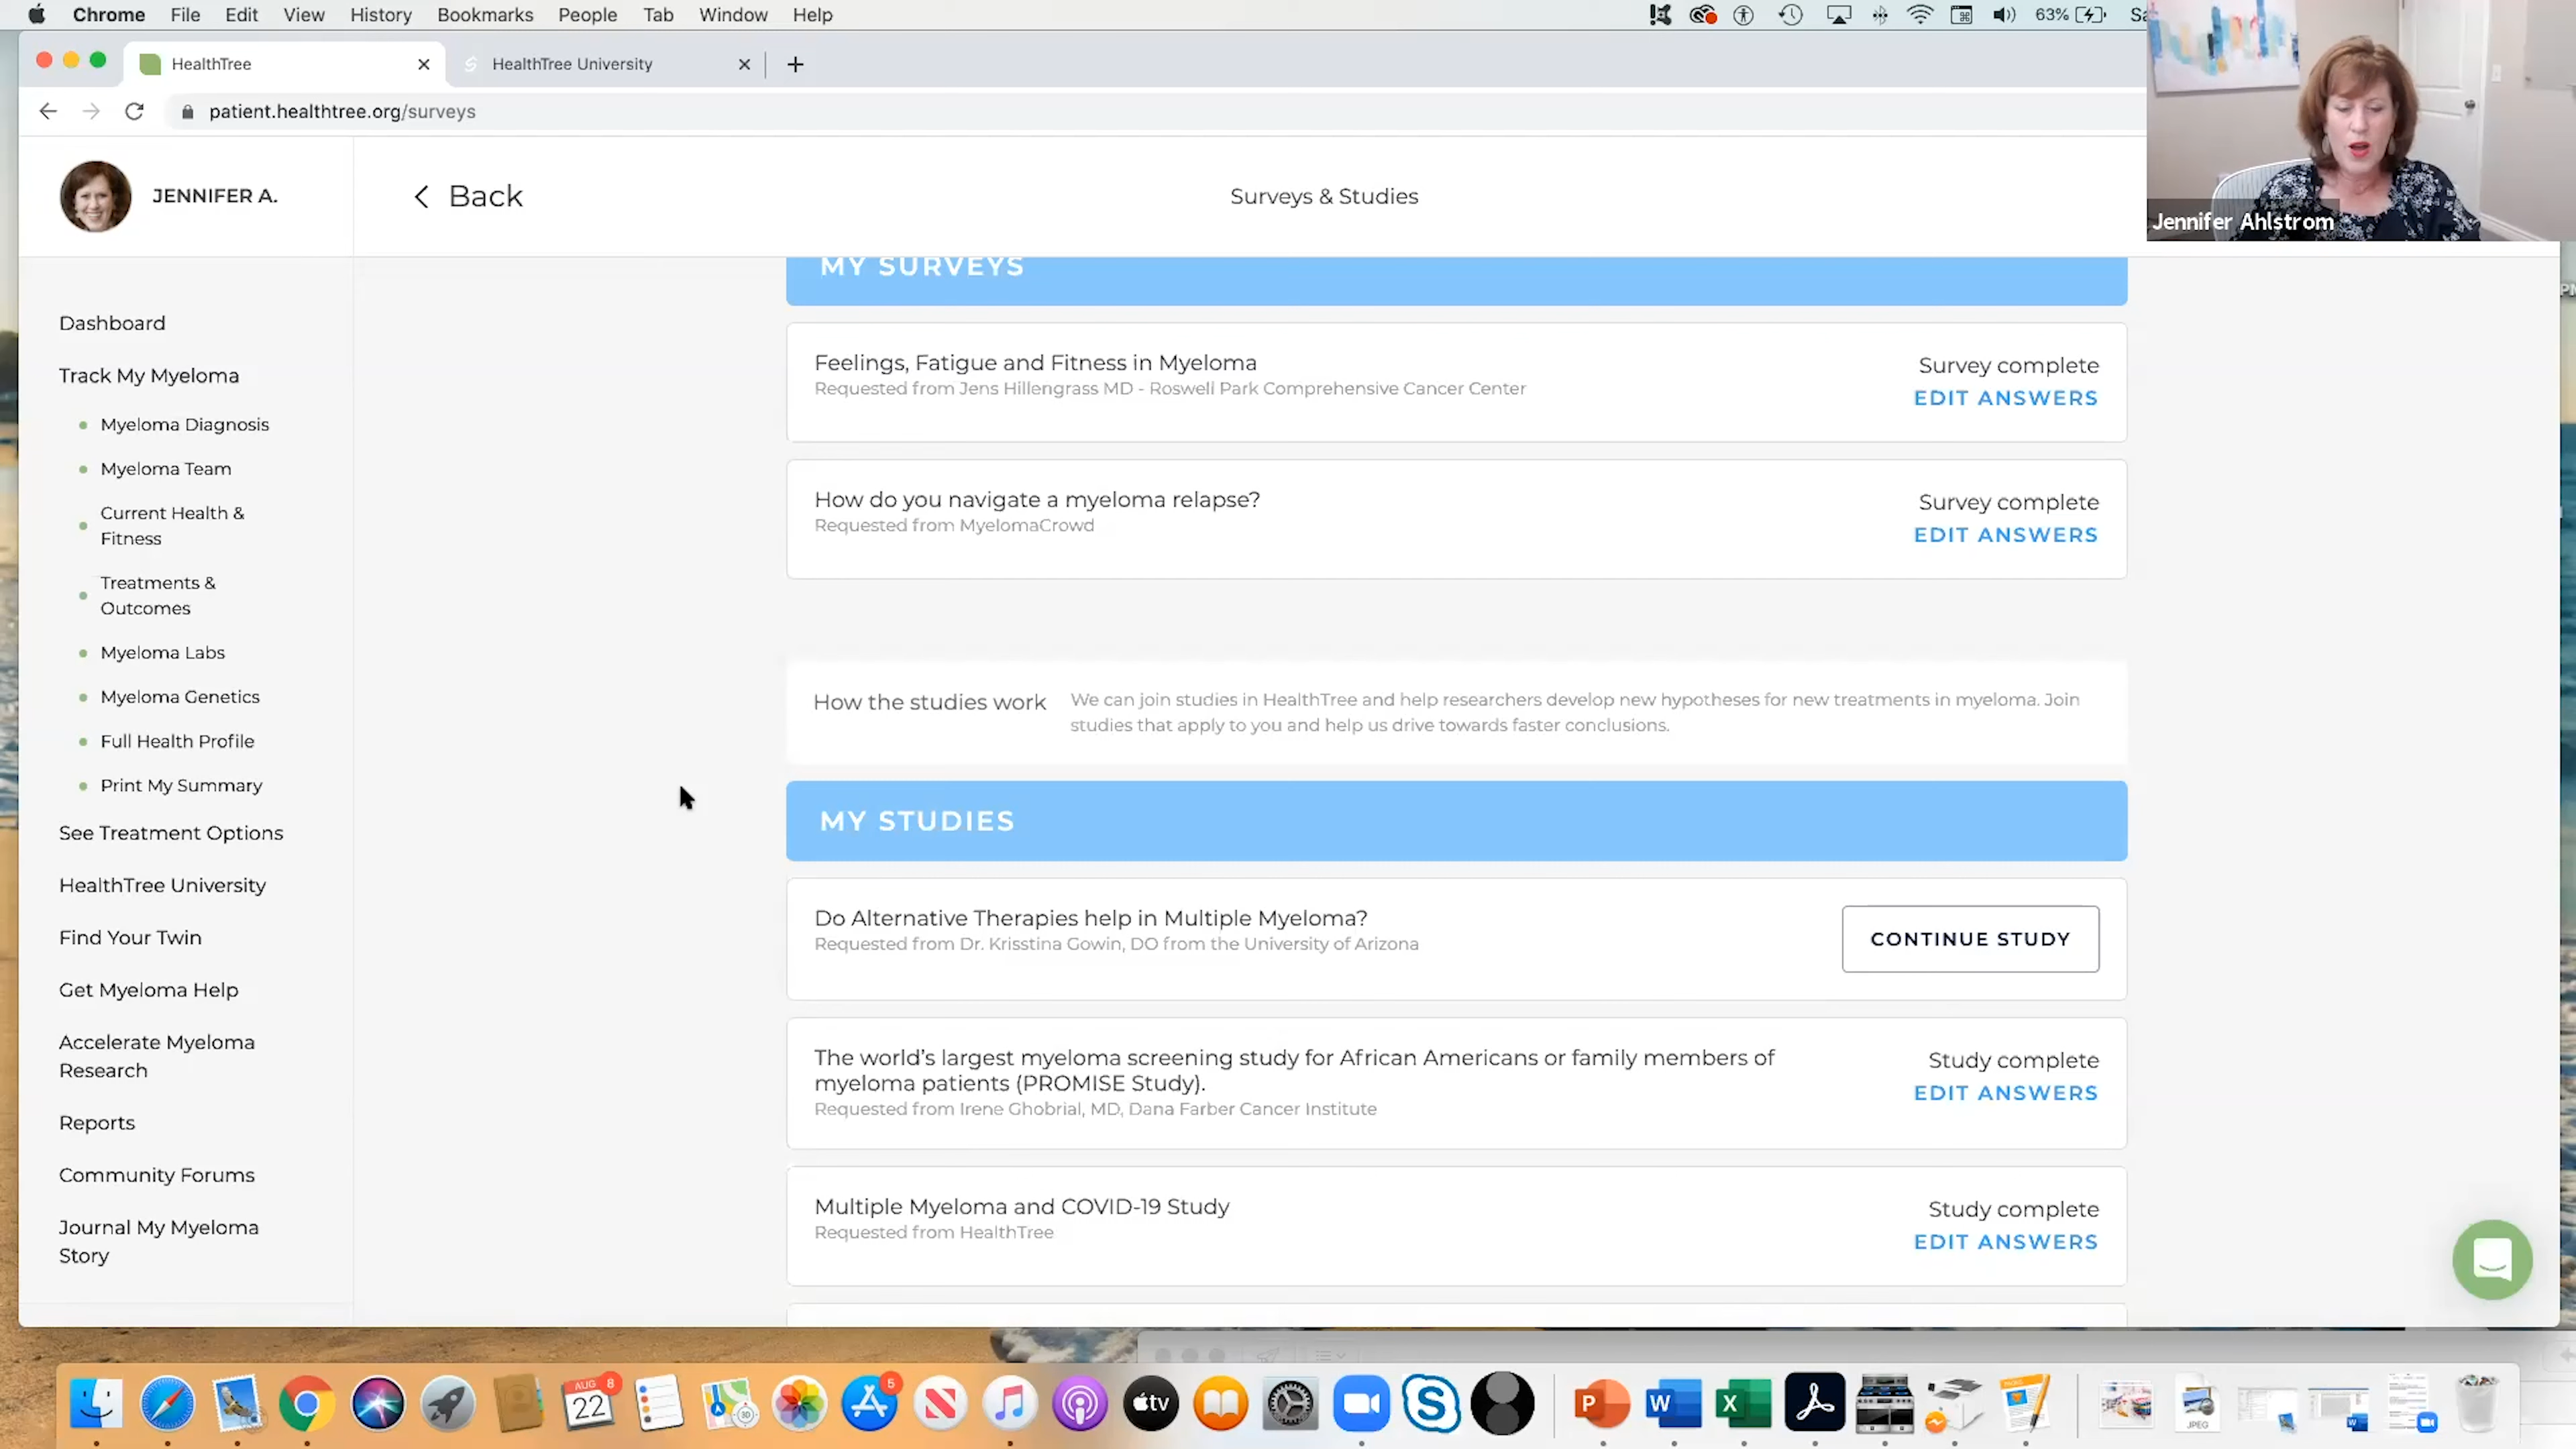 Chrome File Edit View History Bookmarks People Tab Window Help
63%
HealthTree
HealthTree University
patient.healthtree.org/surveys
JENNIFER A.
Back
Surveys & Studies
Jennifer Ahlstrom
Dashboard
Track My Myeloma
Myeloma Diagnosis
Myeloma Team
Current Health &
Fitness
Treatments &
Outcomes
Myeloma Labs
Myeloma Genetics
Full Health Profile
Print My Summary
See Treatment Options
HealthTree University
Find Your Twin
Get Myeloma Help
Accelerate Myeloma
Research
Reports
Community Forums
Journal My Myeloma
Story
MY SURVEYS
Feelings, Fatigue and Fitness in Myeloma
Requested from Jens Hillengrass MD - Roswell Park Comprehensive Cancer Center
Survey complete
EDIT ANSWERS
How do you navigate a myeloma relapse?
Requested from MyelomaCrowd
Survey complete
EDIT ANSWERS
How the studies work
We can join studies in HealthTree and help researchers develop new hypotheses for new treatments in myeloma. Join
studies that apply to you and help us drive towards faster conclusions.
MY STUDIES
Do Alternative Therapies help in Multiple Myeloma?
Requested from Dr. Krisstina Gowin, DO from the University of Arizona
CONTINUE STUDY
The world's largest myeloma screening study for African Americans or family members of
myeloma patients (PROMISE Study).
Requested from Irene Ghobrial, MD, Dana Farber Cancer Institute
Study complete
EDIT ANSWERS
Multiple Myeloma and COVID-19 Study
Requested from HealthTree
Study complete
EDIT ANSWERS
AUG
22
8
5
tv
S
P
W
X
JPEG